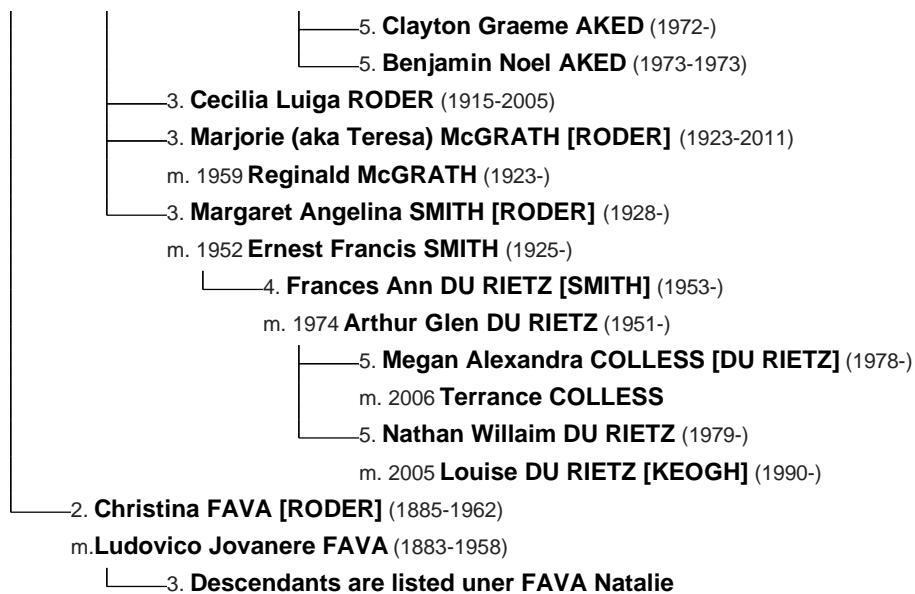 5. Clayton Graeme AKED (1972-)
5. Benjamin Noel AKED (1973-1973)
3. Cecilia Luiga RODER (1915-2005)
3. Marjorie (aka Teresa) McGRATH [RODER] (1923-2011)
m. 1959 Reginald McGRATH (1923-)
3. Margaret Angelina SMITH [RODER] (1928-)
m. 1952 Ernest Francis SMITH (1925-)
4. Frances Ann DU RIETZ [SMITH] (1953-)
m. 1974 Arthur Glen DU RIETZ (1951-)
5. Megan Alexandra COLLESS [DU RIETZ] (1978-)
m. 2006 Terrance COLLESS
5. Nathan Willaim DU RIETZ (1979-)
m. 2005 Louise DU RIETZ [KEOGH] (1990-)
2. Christina FAVA [RODER] (1885-1962)
m.Ludovico Jovanere FAVA (1883-1958)
3. Descendants are listed uner FAVA Natalie